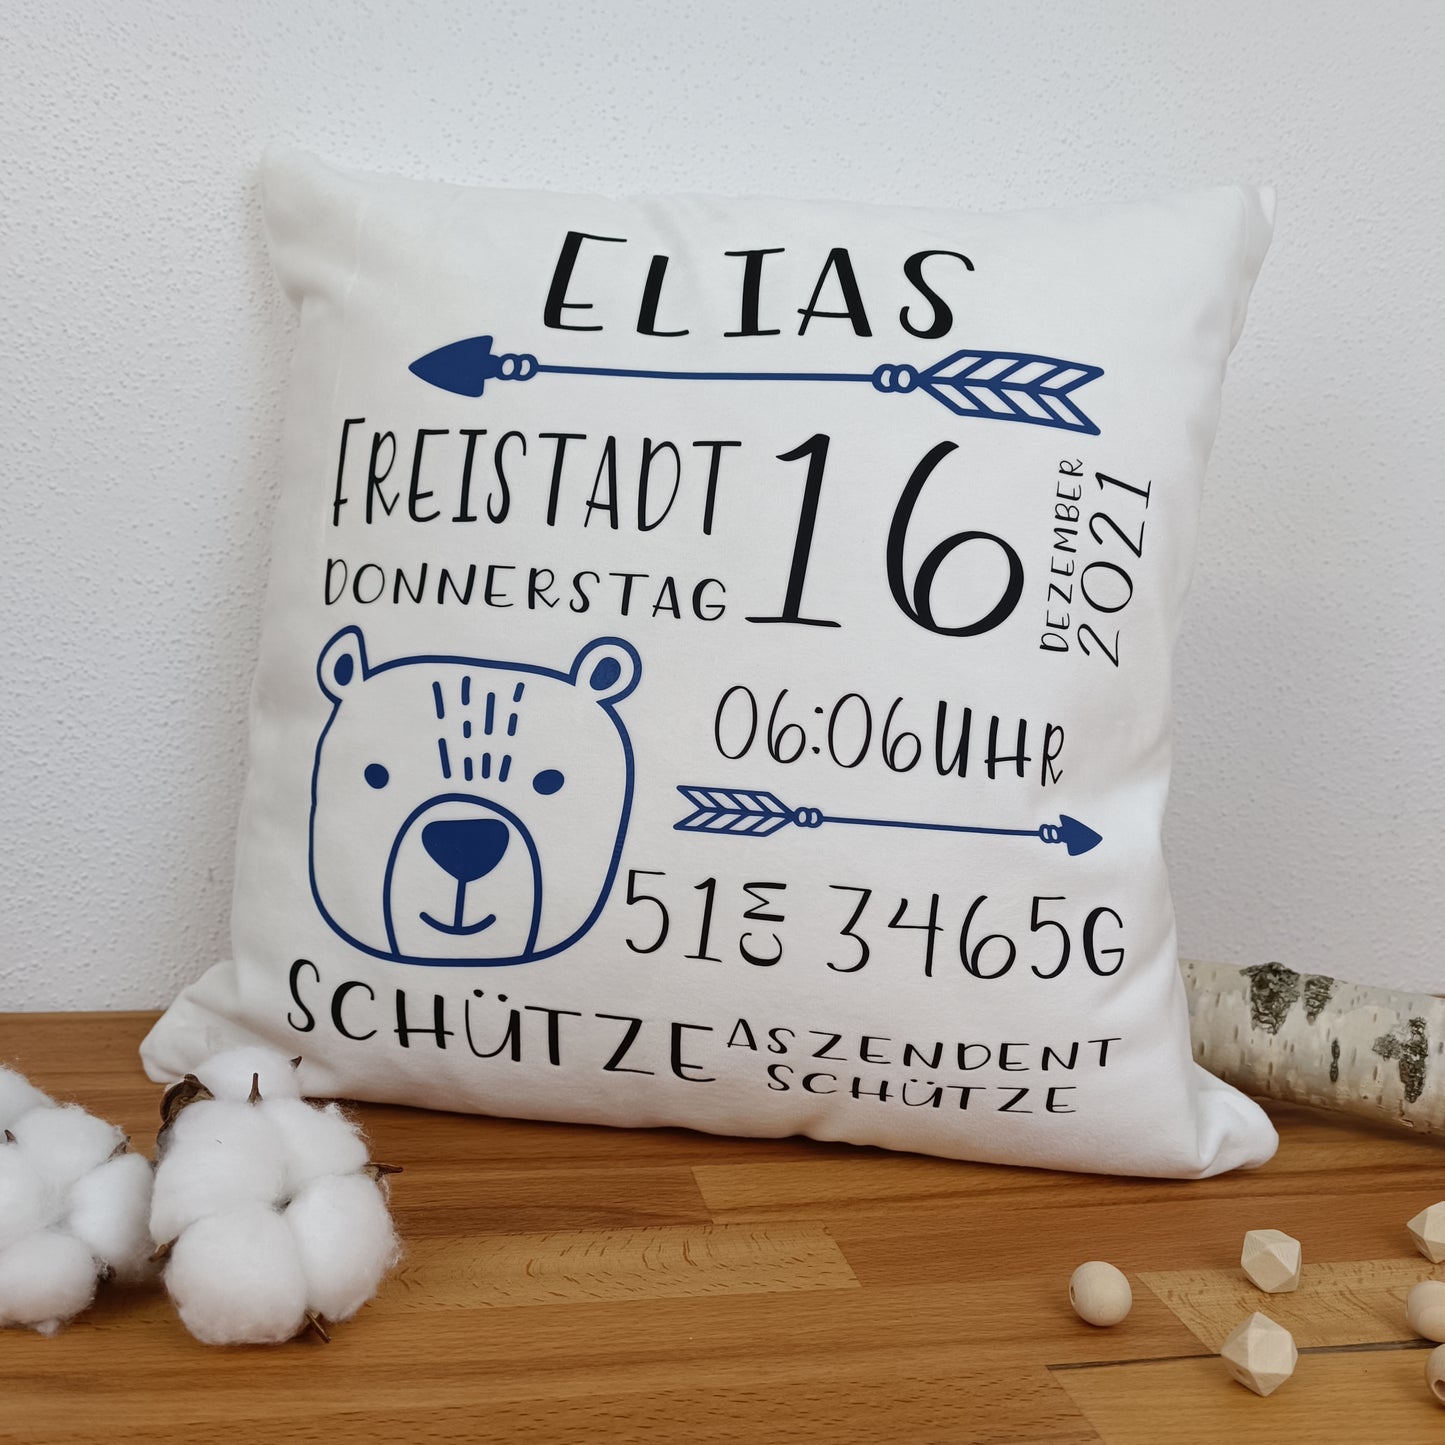 ELIAS
FREISTADT
DONNERSTAG
16
DEZEMBER
2021
06:06UHR
51CM 3465G
SCHÜTZE
ASZENDENT
SCHÜTZE